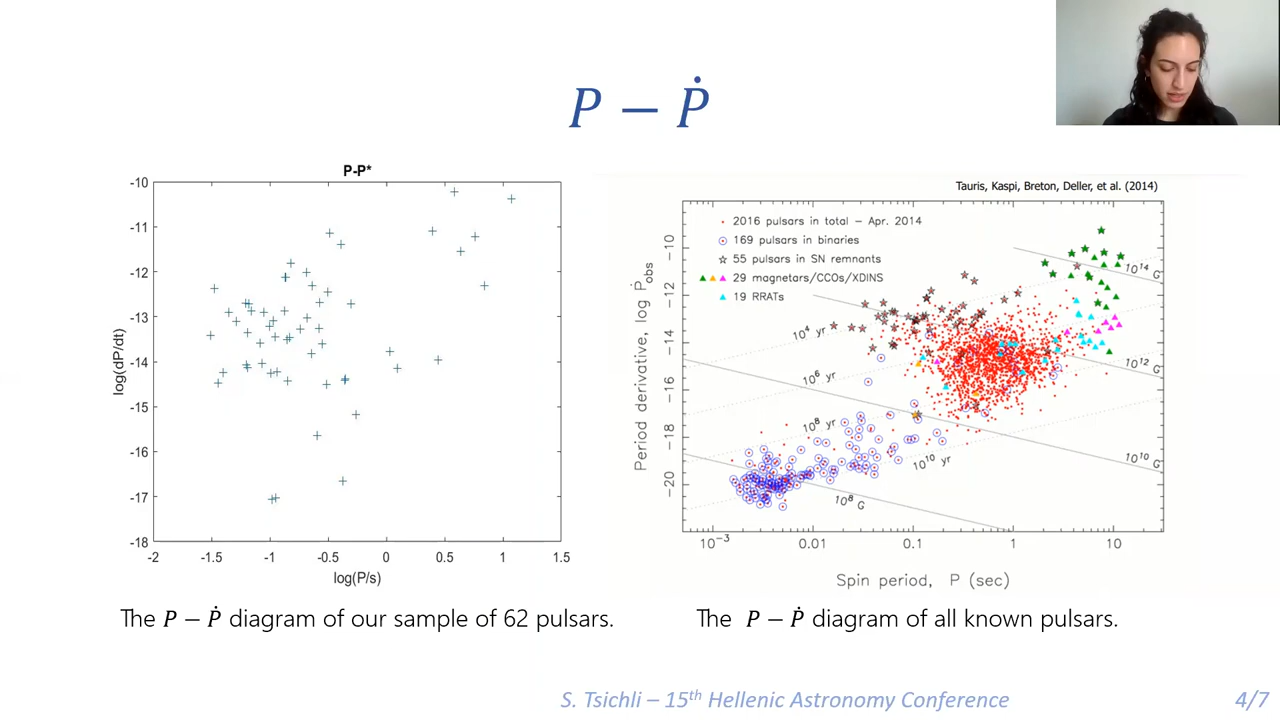 P − Ṗ
P-P*
-10
-11
-12
-13
-14
-15
-16
-17
-18
log(dP/dt)
-2
-1.5
-1
-0.5
0
0.5
1
1.5
log(P/s)
The P − Ṗ diagram of our sample of 62 pulsars.
Tauris, Kaspi, Breton, Deller, et al. (2014)
2016 pulsars in total − Apr. 2014
169 pulsars in binaries
55 pulsars in SN remnants
29 magnetars/CCOs/XDINS
19 RRATs
10¹⁴ G
10¹² G
10¹⁰ G
10⁸ G
10⁴ yr
10⁶ yr
10⁸ yr
10¹⁰ yr
Period derivative, log Ṗobs
−10
−12
−14
−16
−18
−20
10⁻³
0.01
0.1
1
10
Spin period, P (sec)
The P − Ṗ diagram of all known pulsars.
S. Tsichli – 15th Hellenic Astronomy Conference
4/7